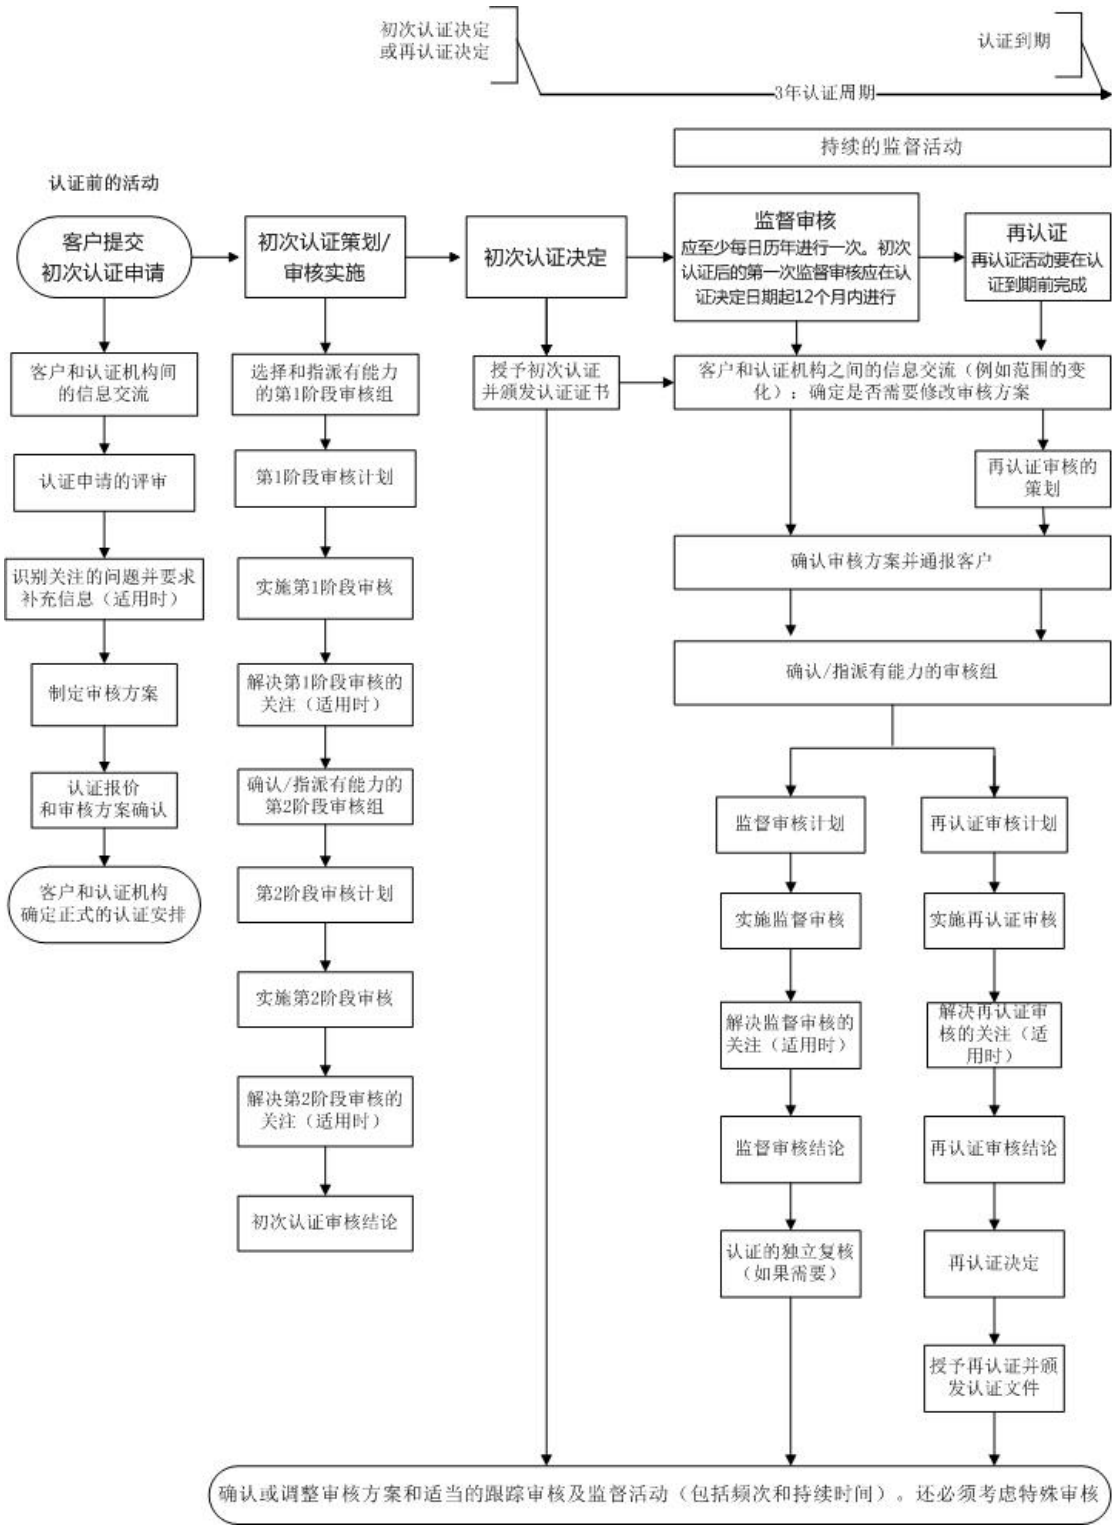 初次认证决定
或再认证决定
认证到期
3年认证周期
持续的监督活动
认证前的活动
客户提交
初次认证申请
初次认证策划/
审核实施
初次认证决定
监督审核
应至少每日历年进行一次。初次
认证后的第一次监督审核应在认
证决定日期起12个月内进行
再认证
再认证活动要在认
证到期前完成
客户和认证机构间
的信息交流
认证申请的评审
识别关注的问题并要求
补充信息（适用时）
制定审核方案
认证报价
和审核方案确认
客户和认证机构
确定正式的认证安排
选择和指派有能力
的第1阶段审核组
第1阶段审核计划
实施第1阶段审核
解决第1阶段审核的
关注（适用时）
确认/指派有能力的
第2阶段审核组
第2阶段审核计划
实施第2阶段审核
解决第2阶段审核的
关注（适用时）
初次认证审核结论
授予初次认证
并颁发认证证书
客户和认证机构之间的信息交流（例如范围的变
化）：确定是否需要修改审核方案
再认证审核的
策划
确认审核方案并通报客户
确认/指派有能力的审核组
监督审核计划
实施监督审核
解决监督审核的
关注（适用时）
监督审核结论
认证的独立复核
（如果需要）
再认证审核计划
实施再认证审核
解决再认证审
核的关注（适
用时）
再认证审核结论
再认证决定
授予再认证并颁
发认证文件
确认或调整审核方案和适当的跟踪审核及监督活动（包括频次和持续时间）。还必须考虑特殊审核